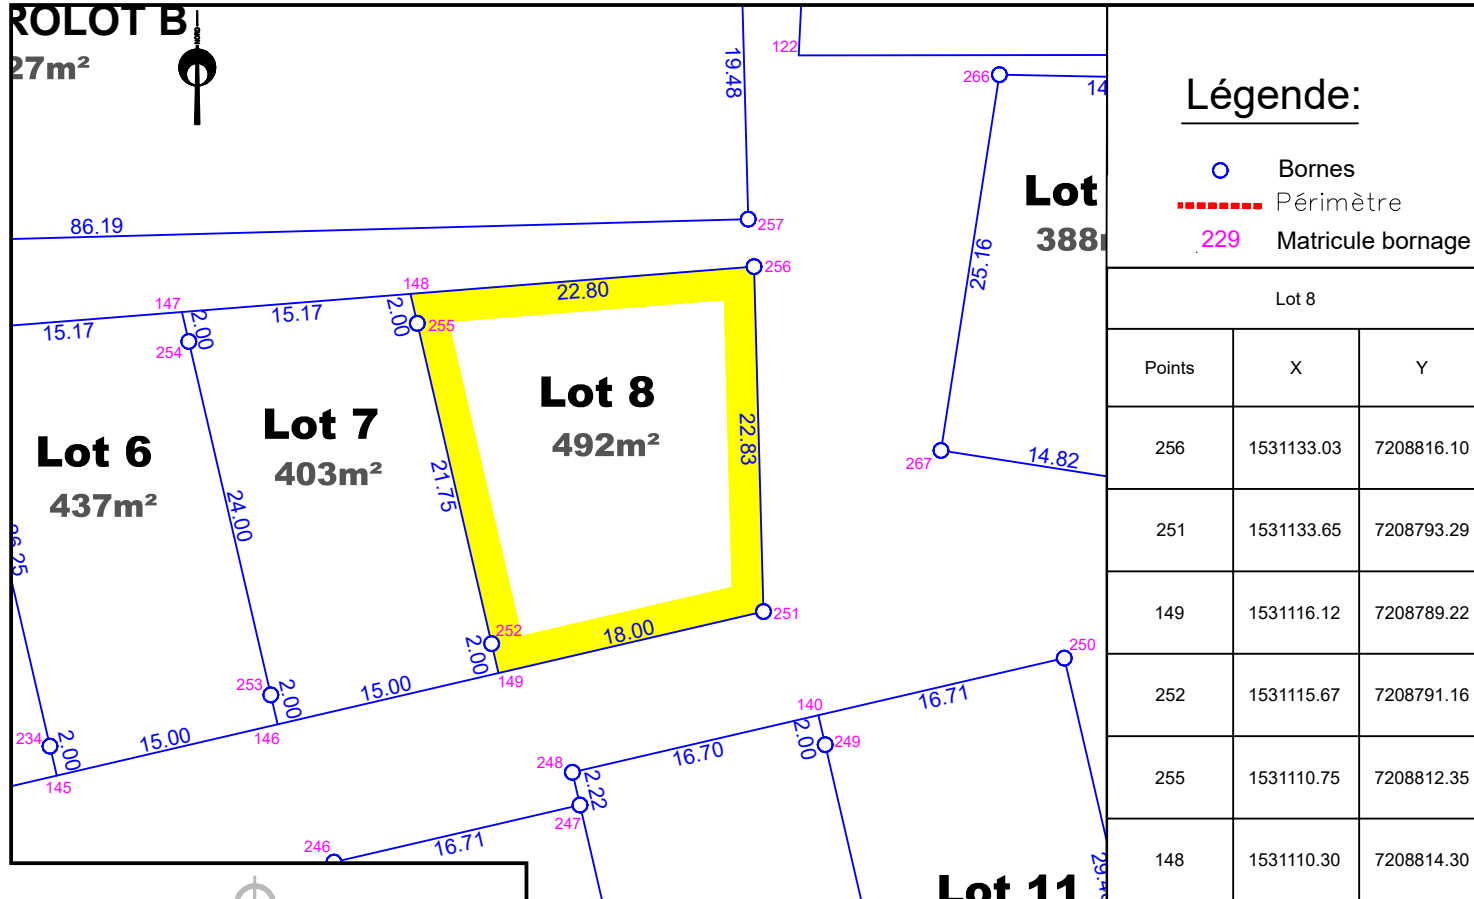 ROLOT B
27m²
NORD
19.48
122
266
14
Légende:
Bornes
Périmètre
229 Matricule bornage
Lot
388
86.19
257
256
25.16
148
22.80
147
15.17
15.17
2.00
2.00
255
254
Lot 8
492m²
Lot 7
403m²
Lot 6
437m²
22.83
21.75
24.00
26.25
267
14.82
252
18.00
251
2.00
149
253
2.00
15.00
146
15.00
234
2.00
145
250
16.71
140
2.00
249
16.70
248
2.22
247
16.71
246
Lot 11
Lot 8
Points X Y
256 1531133.03 7208816.10
251 1531133.65 7208793.29
149 1531116.12 7208789.22
252 1531115.67 7208791.16
255 1531110.75 7208812.35
148 1531110.30 7208814.30